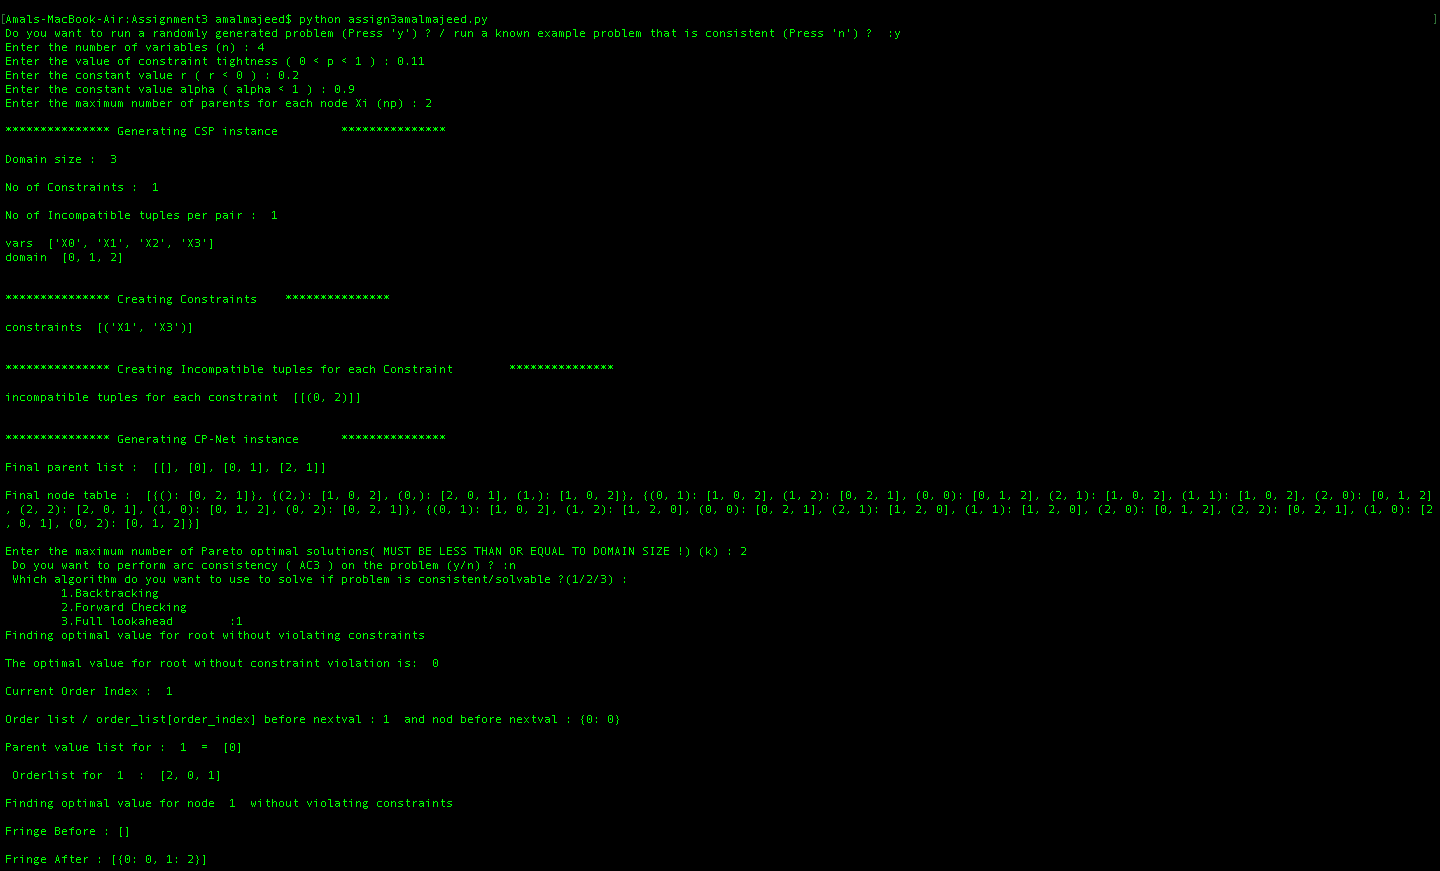 [Amals-MacBook-Air:Assignment3 amalmajeed$ python assign3amalmajeed.py ]
Do you want to run a randomly generated problem (Press 'y') ? / run a known example problem that is consistent (Press 'n') ?  :y
Enter the number of variables (n) : 4
Enter the value of constraint tightness ( 0 < p < 1 ) : 0.11
Enter the constant value r ( r < 0 ) : 0.2
Enter the constant value alpha ( alpha < 1 ) : 0.9
Enter the maximum number of parents for each node Xi (np) : 2
*************** Generating CSP instance         ***************
Domain size :  3
No of Constraints :  1
No of Incompatible tuples per pair :  1
vars  ['X0', 'X1', 'X2', 'X3']
domain  [0, 1, 2]
*************** Creating Constraints    ***************
constraints  [('X1', 'X3')]
*************** Creating Incompatible tuples for each Constraint        ***************
incompatible tuples for each constraint  [[(0, 2)]]
*************** Generating CP-Net instance      ***************
Final parent list :  [[], [0], [0, 1], [2, 1]]
Final node table :  [{(): [0, 2, 1]}, {(2,): [1, 0, 2], (0,): [2, 0, 1], (1,): [1, 0, 2]}, {(0, 1): [1, 0, 2], (1, 2): [0, 2, 1], (0, 0): [0, 1, 2], (2, 1): [1, 0, 2], (1, 1): [1, 0, 2], (2, 0): [0, 1, 2]
, (2, 2): [2, 0, 1], (1, 0): [0, 1, 2], (0, 2): [0, 2, 1]}, {(0, 1): [1, 0, 2], (1, 2): [1, 2, 0], (0, 0): [0, 2, 1], (2, 1): [1, 2, 0], (1, 1): [1, 2, 0], (2, 0): [0, 1, 2], (2, 2): [0, 2, 1], (1, 0): [2
, 0, 1], (0, 2): [0, 1, 2]}]
Enter the maximum number of Pareto optimal solutions( MUST BE LESS THAN OR EQUAL TO DOMAIN SIZE !) (k) : 2
Do you want to perform arc consistency ( AC3 ) on the problem (y/n) ? :n
Which algorithm do you want to use to solve if problem is consistent/solvable ?(1/2/3) :
1.Backtracking
2.Forward Checking
3.Full lookahead        :1
Finding optimal value for root without violating constraints
The optimal value for root without constraint violation is:  0
Current Order Index :  1
Order list / order_list[order_index] before nextval : 1  and nod before nextval : {0: 0}
Parent value list for :  1  =  [0]
Orderlist for  1  :  [2, 0, 1]
Finding optimal value for node  1  without violating constraints
Fringe Before : []
Fringe After : [{0: 0, 1: 2}]